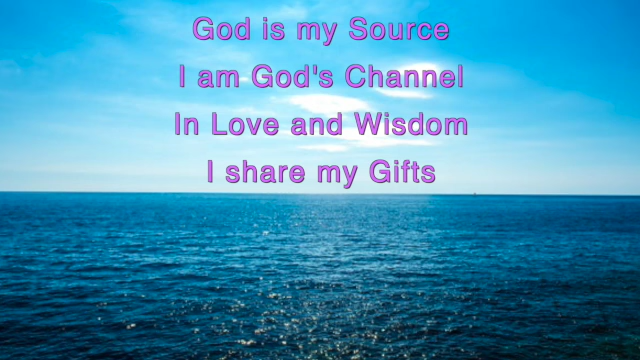 God is my Source
I am God's Channel
In Love and Wisdom
I share my Gifts